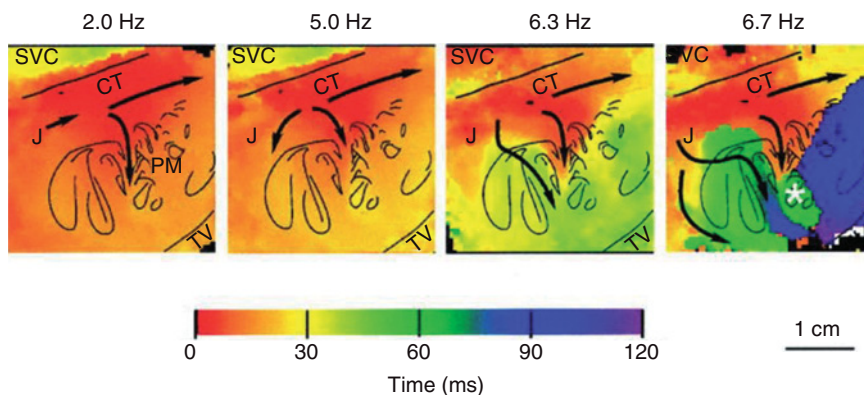 2.0 Hz 5.0 Hz 6.3 Hz 6.7 Hz
SVC SVC VC
CT CT CT CT
J J J J
PM
*
TV TV TV
0 30 60 90 120
Time (ms)
1 cm